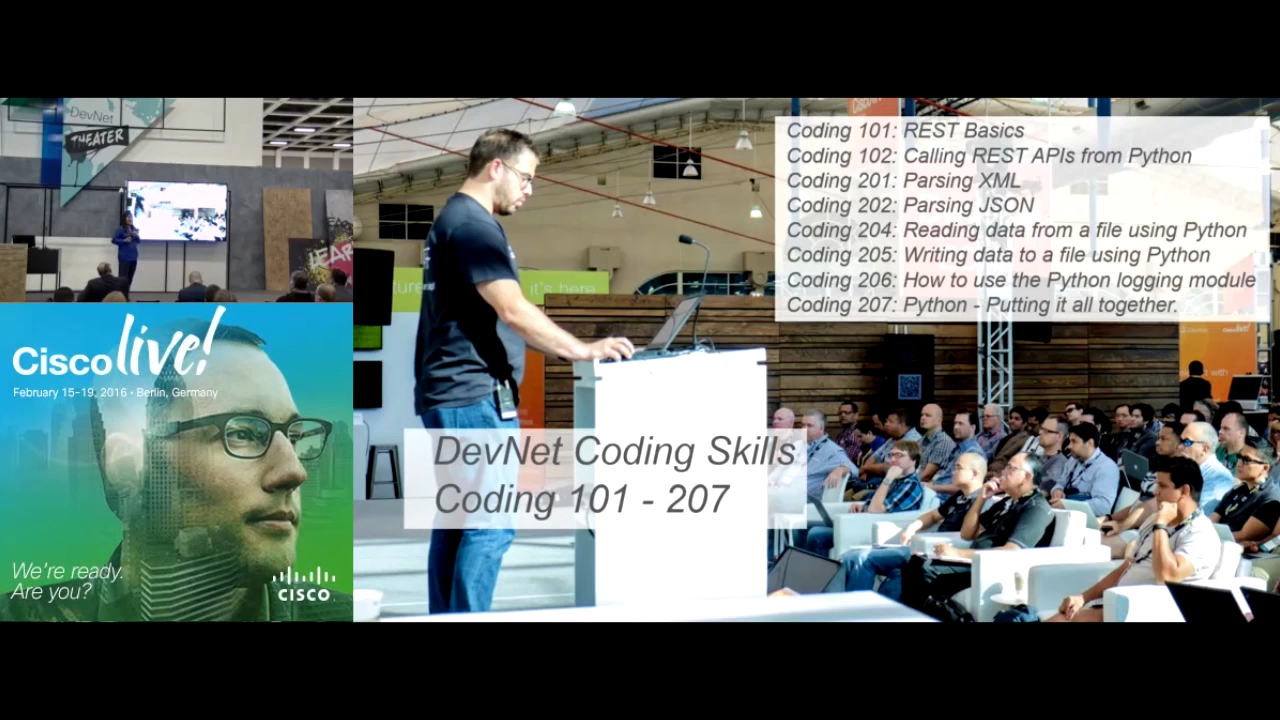 DevNet
THEATER
LEAR
Cisco live!
February 15-19, 2016 • Berlin, Germany
We're ready.
Are you?
CISCO
it's here
Coding 101: REST Basics
Coding 102: Calling REST APIs from Python
Coding 201: Parsing XML
Coding 202: Parsing JSON
Coding 204: Reading data from a file using Python
Coding 205: Writing data to a file using Python
Coding 206: How to use the Python logging module
Coding 207: Python - Putting it all together.
DevNet Coding Skills
Coding 101 - 207